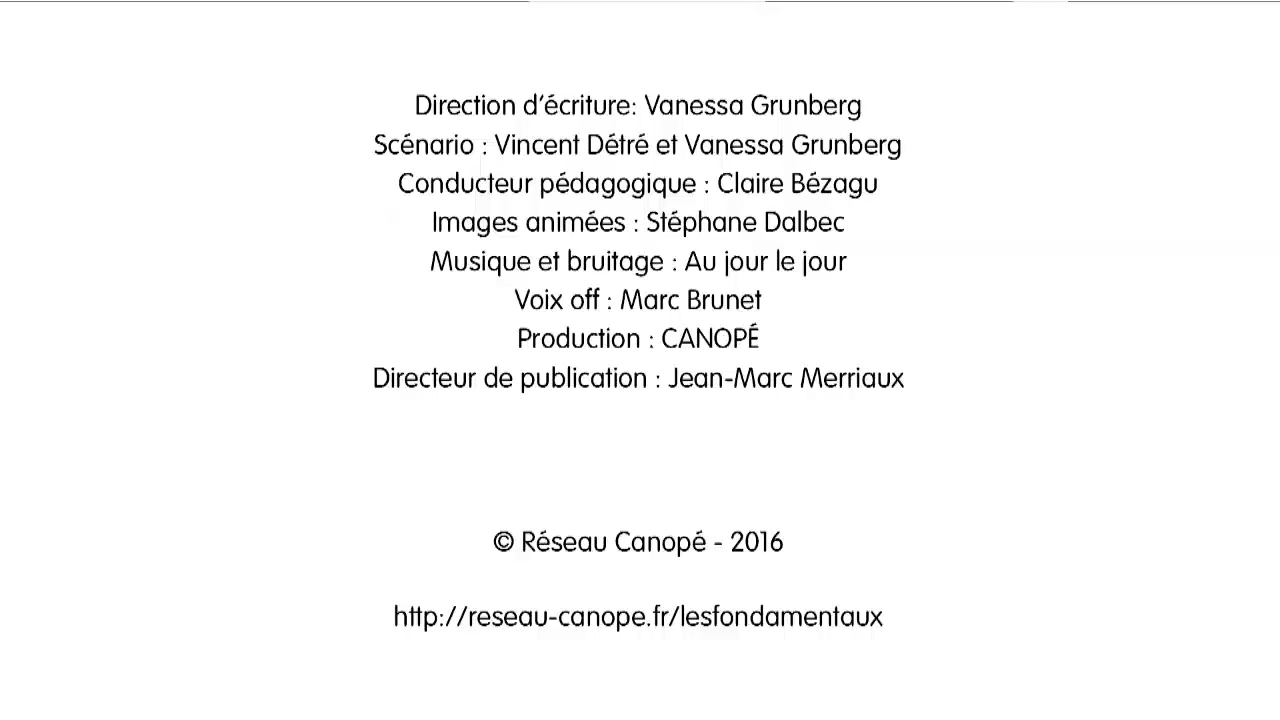 Direction d'écriture: Vanessa Grunberg
Scénario : Vincent Détré et Vanessa Grunberg
Conducteur pédagogique : Claire Bézagu
Images animées : Stéphane Dalbec
Musique et bruitage : Au jour le jour
Voix off : Marc Brunet
Production : CANOPÉ
Directeur de publication : Jean-Marc Merriaux
© Réseau Canopé - 2016
http://reseau-canope.fr/lesfondamentaux